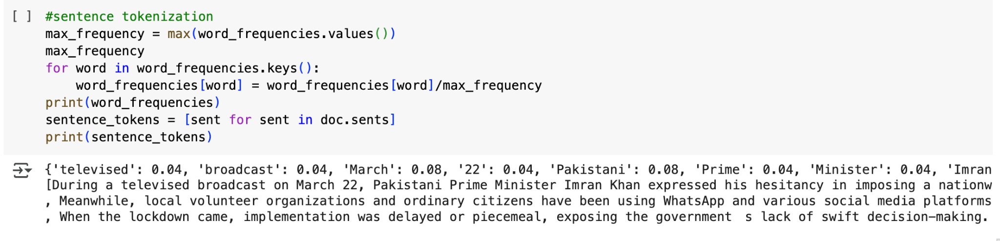 [ ] #sentence tokenization
max_frequency = max(word_frequencies.values())
max_frequency
for word in word_frequencies.keys():
    word_frequencies[word] = word_frequencies[word]/max_frequency
print(word_frequencies)
sentence_tokens = [sent for sent in doc.sents]
print(sentence_tokens)
{'televised': 0.04, 'broadcast': 0.04, 'March': 0.08, '22': 0.04, 'Pakistani': 0.08, 'Prime': 0.04, 'Minister': 0.04, 'Imran
[During a televised broadcast on March 22, Pakistani Prime Minister Imran Khan expressed his hesitancy in imposing a nationw
, Meanwhile, local volunteer organizations and ordinary citizens have been using WhatsApp and various social media platforms
, When the lockdown came, implementation was delayed or piecemeal, exposing the government  s lack of swift decision-making.